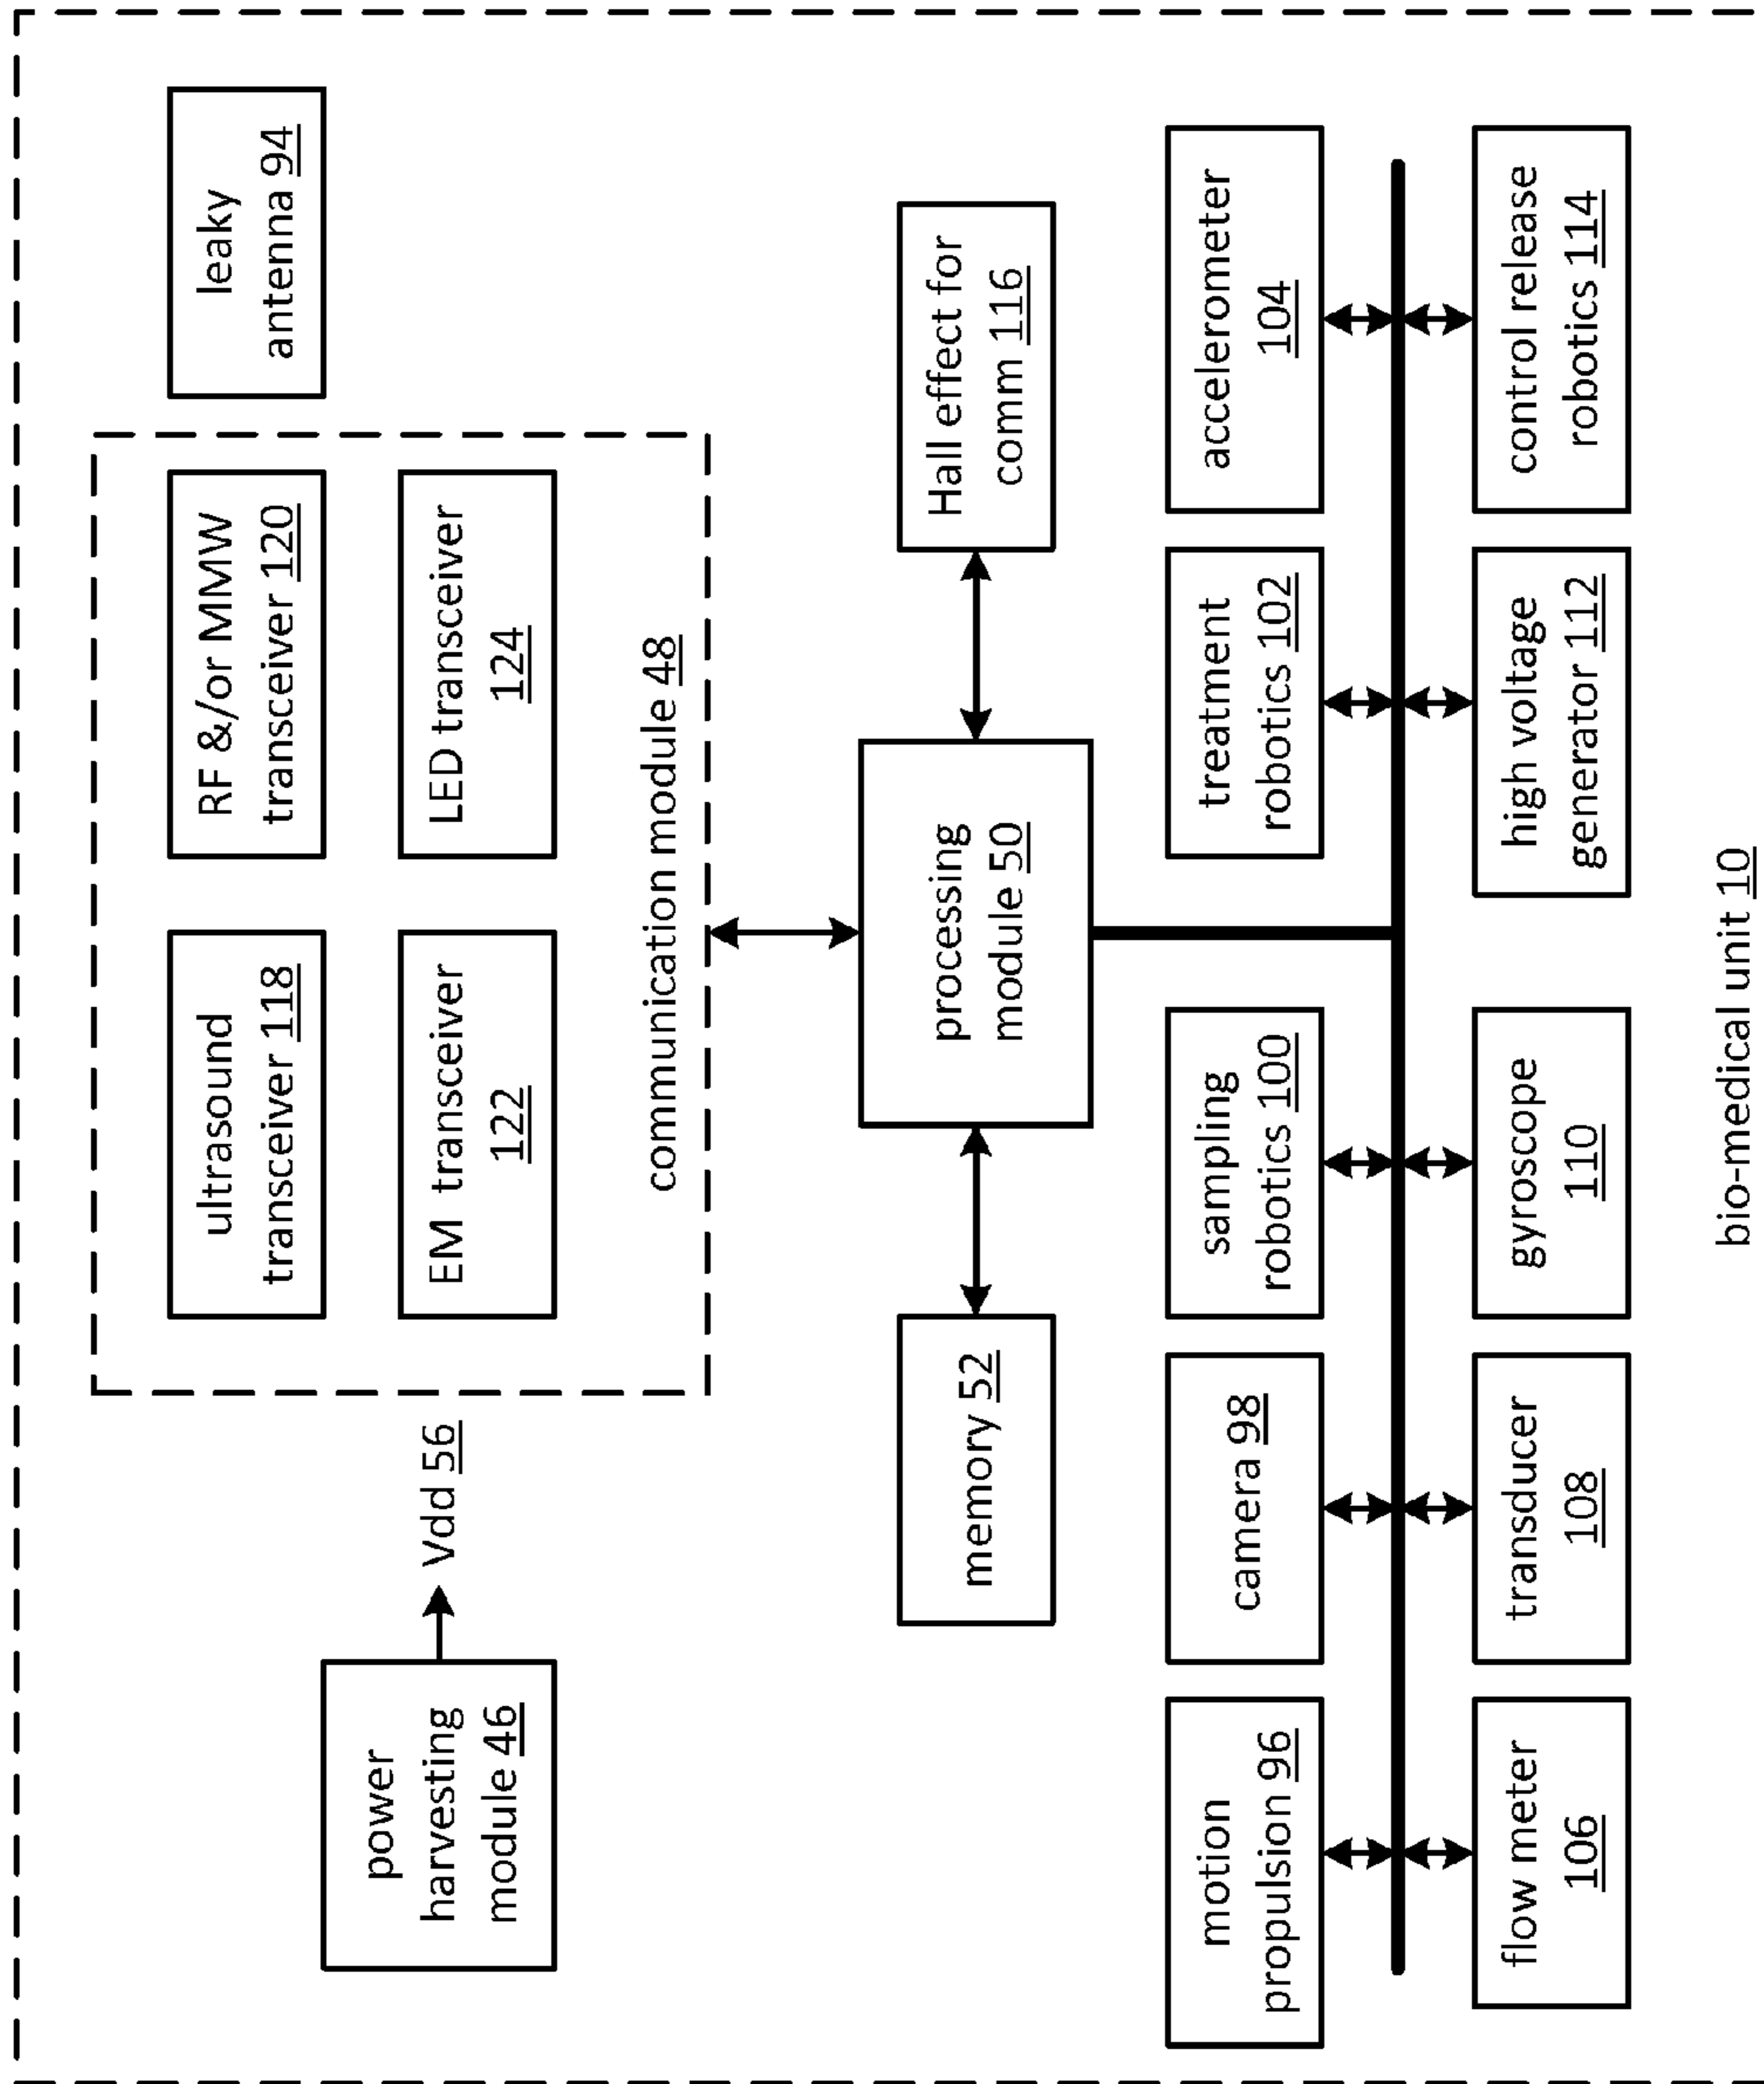 power
harvesting
module 46
Vdd 56
ultrasound
transceiver 118
RF &/or MMW
transceiver 120
EM transceiver
122
LED transceiver
124
communication module 48
leaky
antenna 94
memory 52
processing
module 50
Hall effect for
comm 116
motion
propulsion 96
camera 98
sampling
robotics 100
treatment
robotics 102
accelerometer
104
flow meter
106
transducer
108
gyroscope
110
high voltage
generator 112
control release
robotics 114
bio-medical unit 10